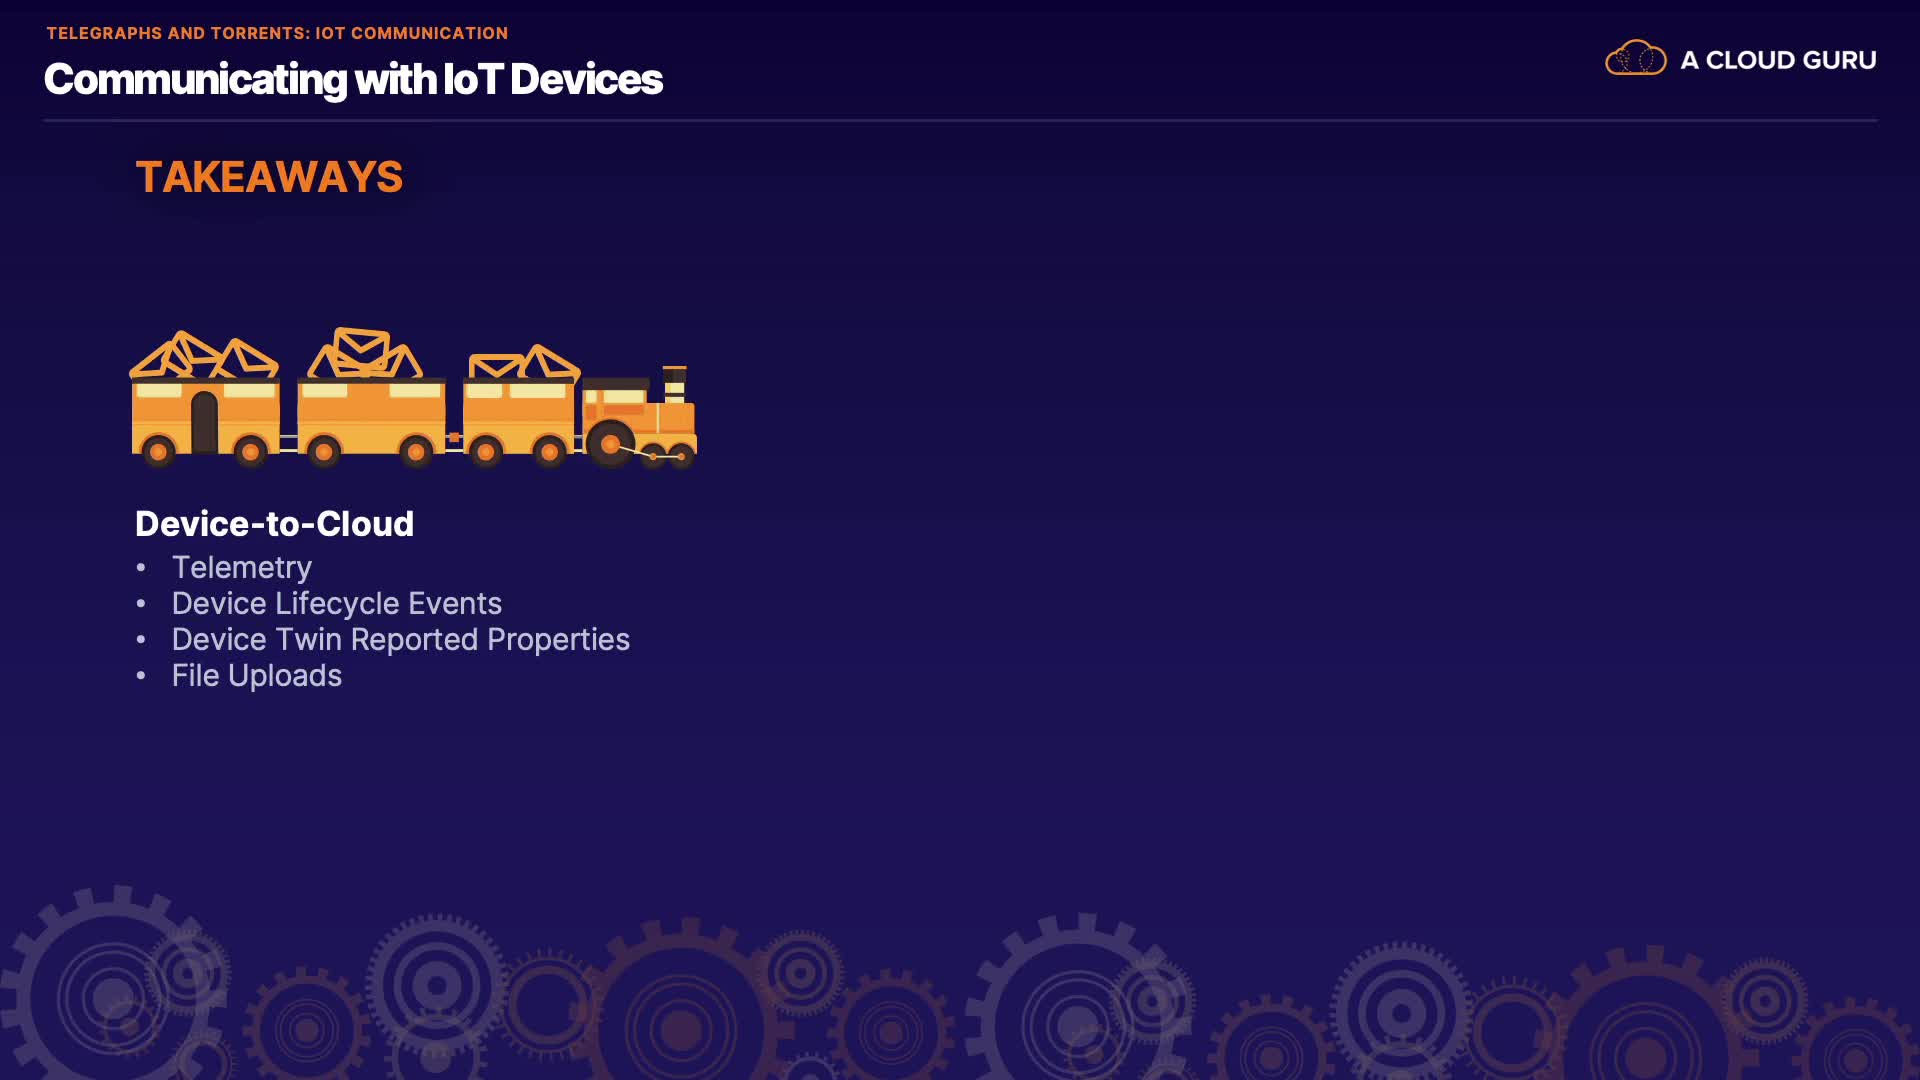 TELEGRAPHS AND TORRENTS: IOT COMMUNICATION
Communicating with IoT Devices
A CLOUD GURU
TAKEAWAYS
Device-to-Cloud
• Telemetry
• Device Lifecycle Events
• Device Twin Reported Properties
• File Uploads